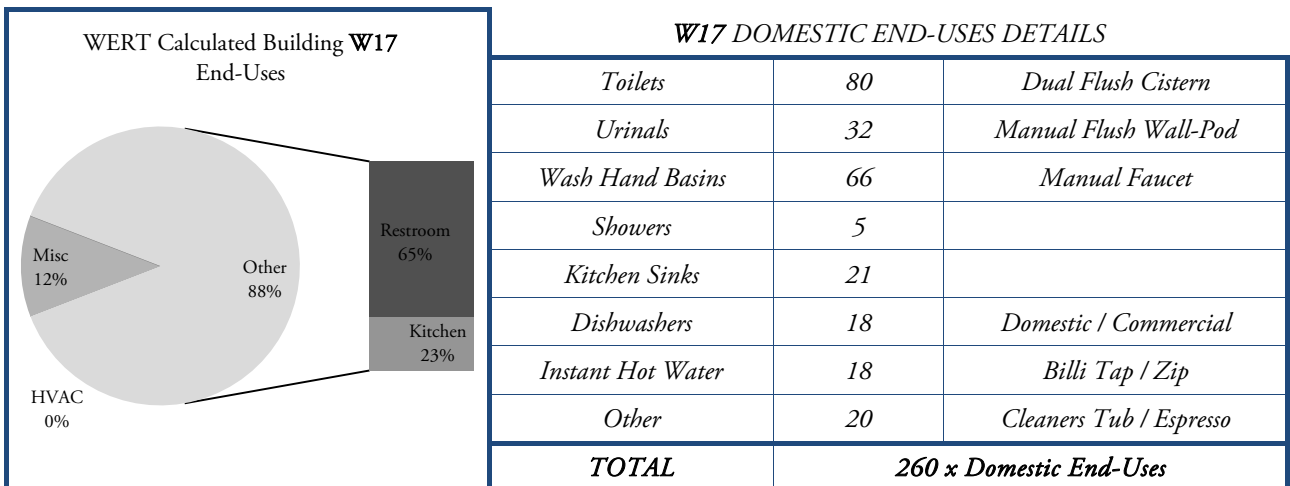 WERT Calculated Building W17
End-Uses
Misc
12%
Other
88%
HVAC
0%
Restroom
65%
Kitchen
23%
W17 DOMESTIC END-USES DETAILS
Toilets 80 Dual Flush Cistern
Urinals 32 Manual Flush Wall-Pod
Wash Hand Basins 66 Manual Faucet
Showers 5
Kitchen Sinks 21
Dishwashers 18 Domestic / Commercial
Instant Hot Water 18 Billi Tap / Zip
Other 20 Cleaners Tub / Espresso
TOTAL 260 x Domestic End-Uses